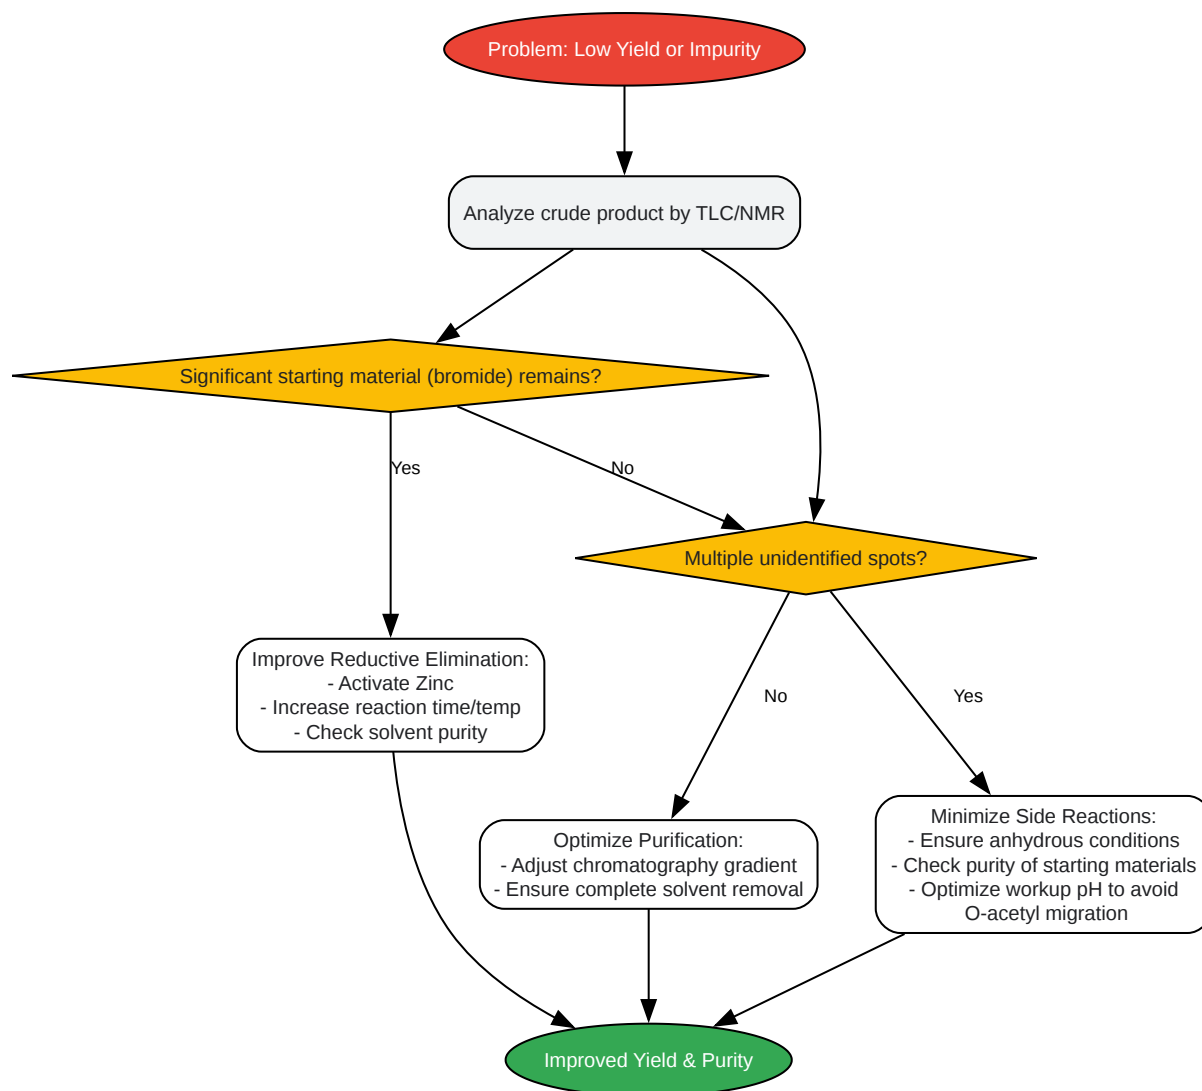 Problem: Low Yield or Impurity
Analyze crude product by TLC/NMR
Significant starting material (bromide) remains?
Yes
No
Multiple unidentified spots?
Improve Reductive Elimination:
- Activate Zinc
- Increase reaction time/temp
- Check solvent purity
No
Yes
Optimize Purification:
- Adjust chromatography gradient
- Ensure complete solvent removal
Minimize Side Reactions:
- Ensure anhydrous conditions
- Check purity of starting materials
- Optimize workup pH to avoid
O-acetyl migration
Improved Yield & Purity